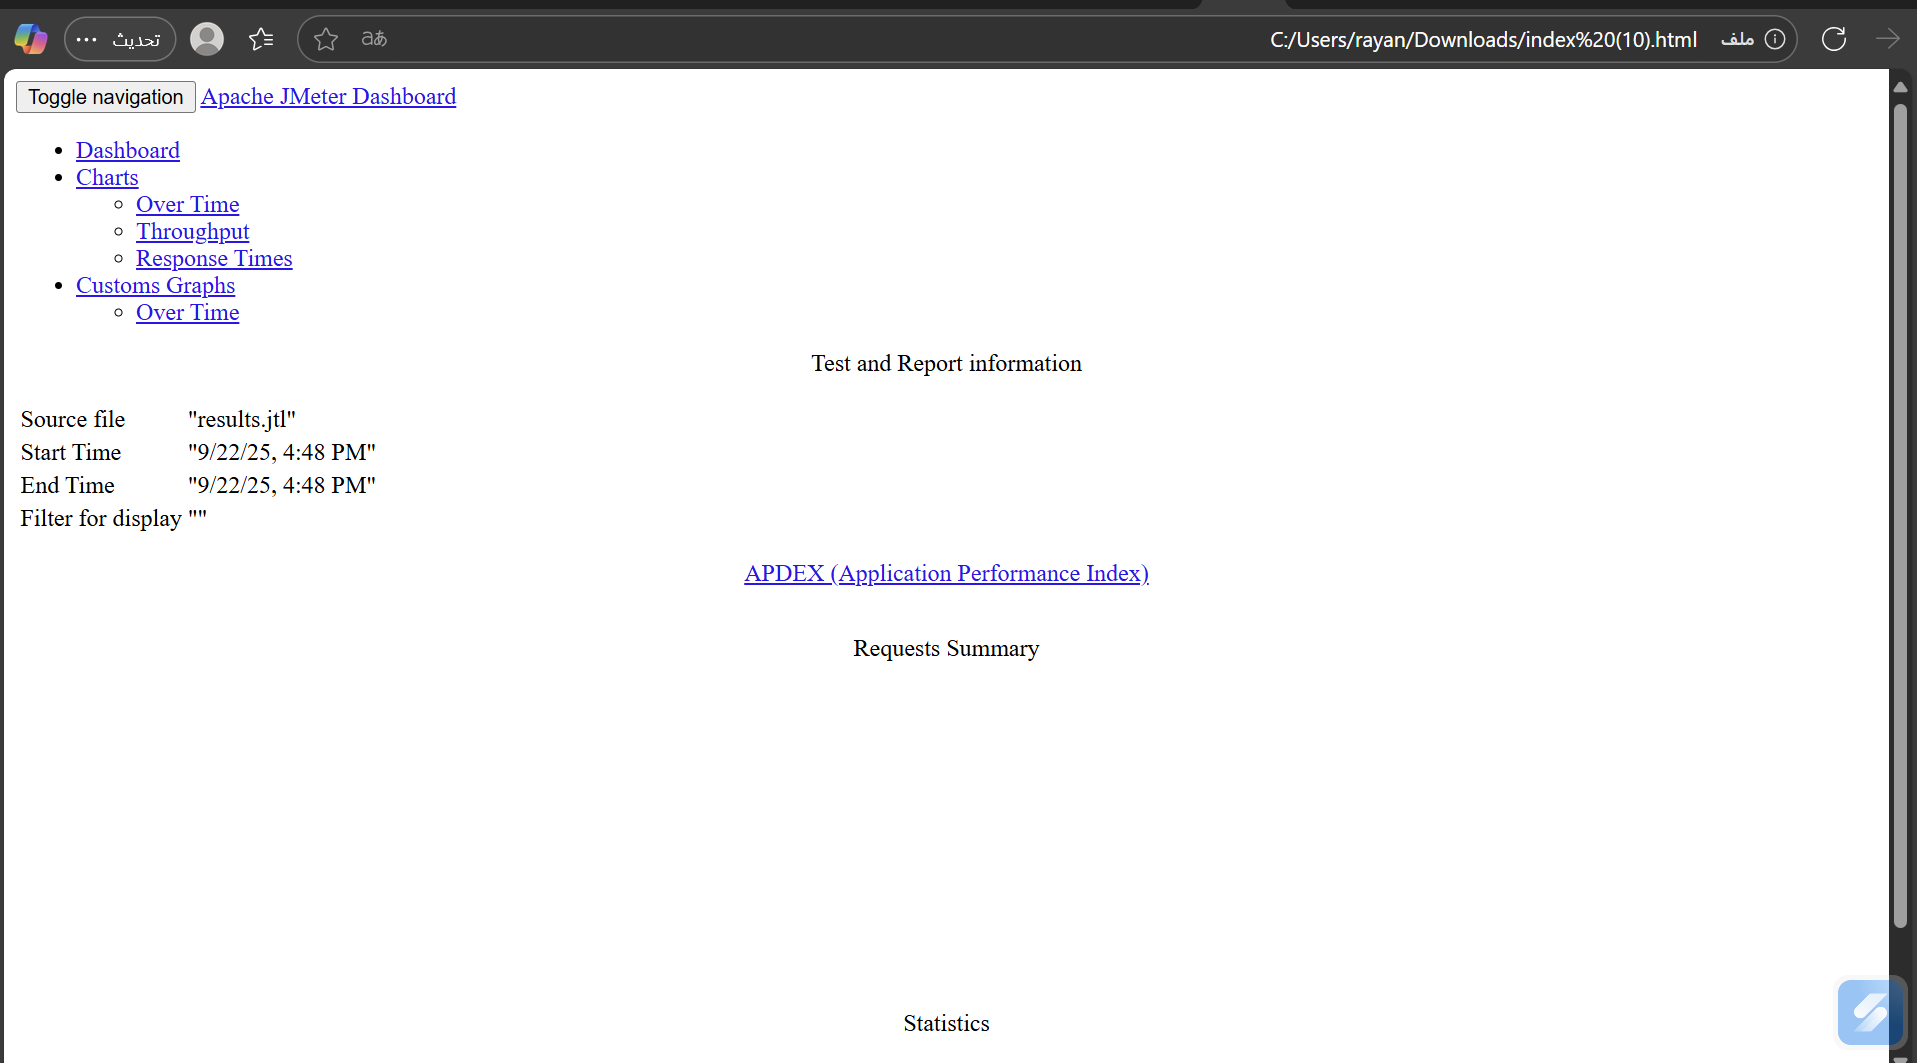 تحديث
aあ
C:/Users/rayan/Downloads/index%20(10).html
ملف
Toggle navigation Apache JMeter Dashboard
Dashboard
Charts
Over Time
Throughput
Response Times
Customs Graphs
Over Time
Test and Report information
Source file "results.jtl"
Start Time "9/22/25, 4:48 PM"
End Time "9/22/25, 4:48 PM"
Filter for display ""
APDEX (Application Performance Index)
Requests Summary
Statistics